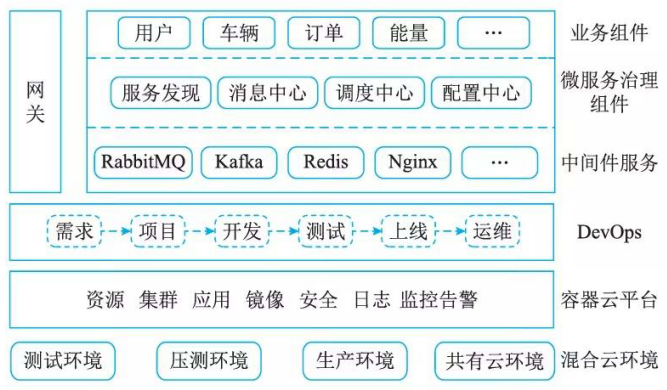 用户 车辆 订单 能量 … 业务组件
网关
服务发现 消息中心 调度中心 配置中心 微服务治理
组件
RabbitMQ Kafka Redis Nginx … 中间件服务
需求 项目 开发 测试 上线 运维 DevOps
资源 集群 应用 镜像 安全 日志 监控告警 容器云平台
测试环境 压测环境 生产环境 共有云环境 混合云环境